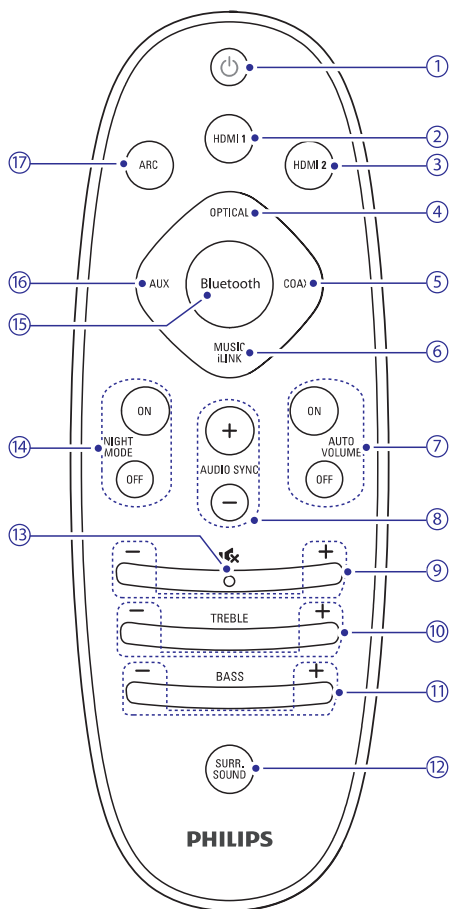 1
HDMI 1
2
17
ARC
HDMI 2
3
OPTICAL
4
16
AUX
Bluetooth
COAX
5
15
MUSIC
iLINK
6
ON
+
ON
14
NIGHT
MODE
AUDIO SYNC
AUTO
VOLUME
7
OFF
−
OFF
8
13
−
+
9
−
TREBLE
+
10
−
BASS
+
11
SURR.
SOUND
12
PHILIPS